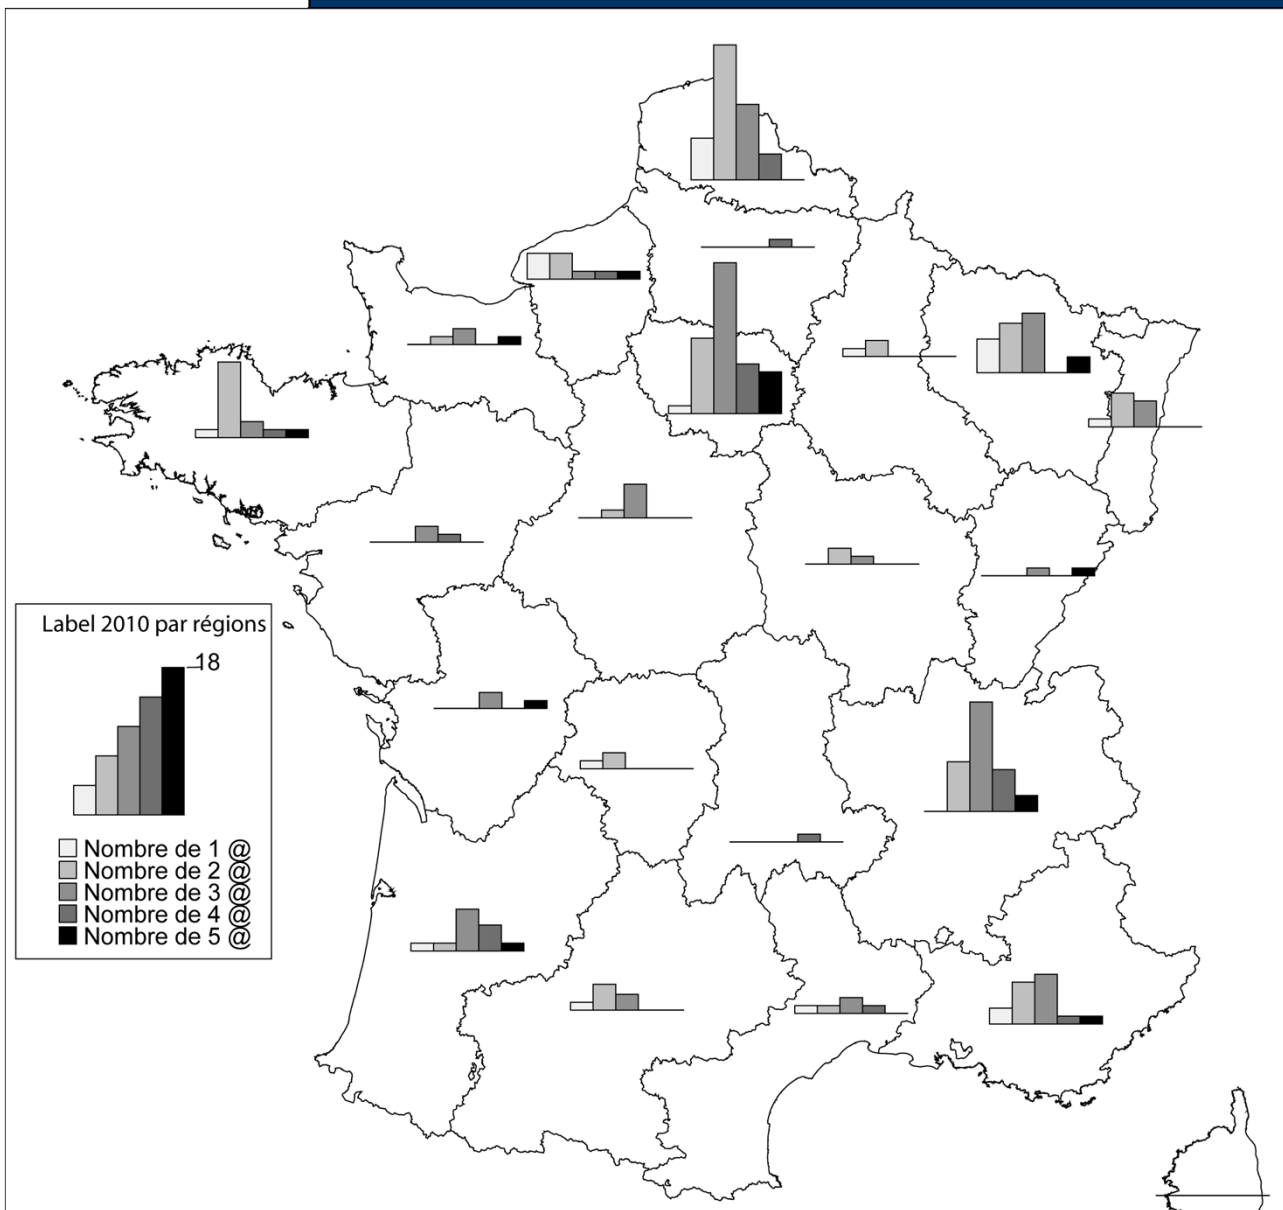 Label 2010 par régions
18
Nombre de 1 @
Nombre de 2 @
Nombre de 3 @
Nombre de 4 @
Nombre de 5 @